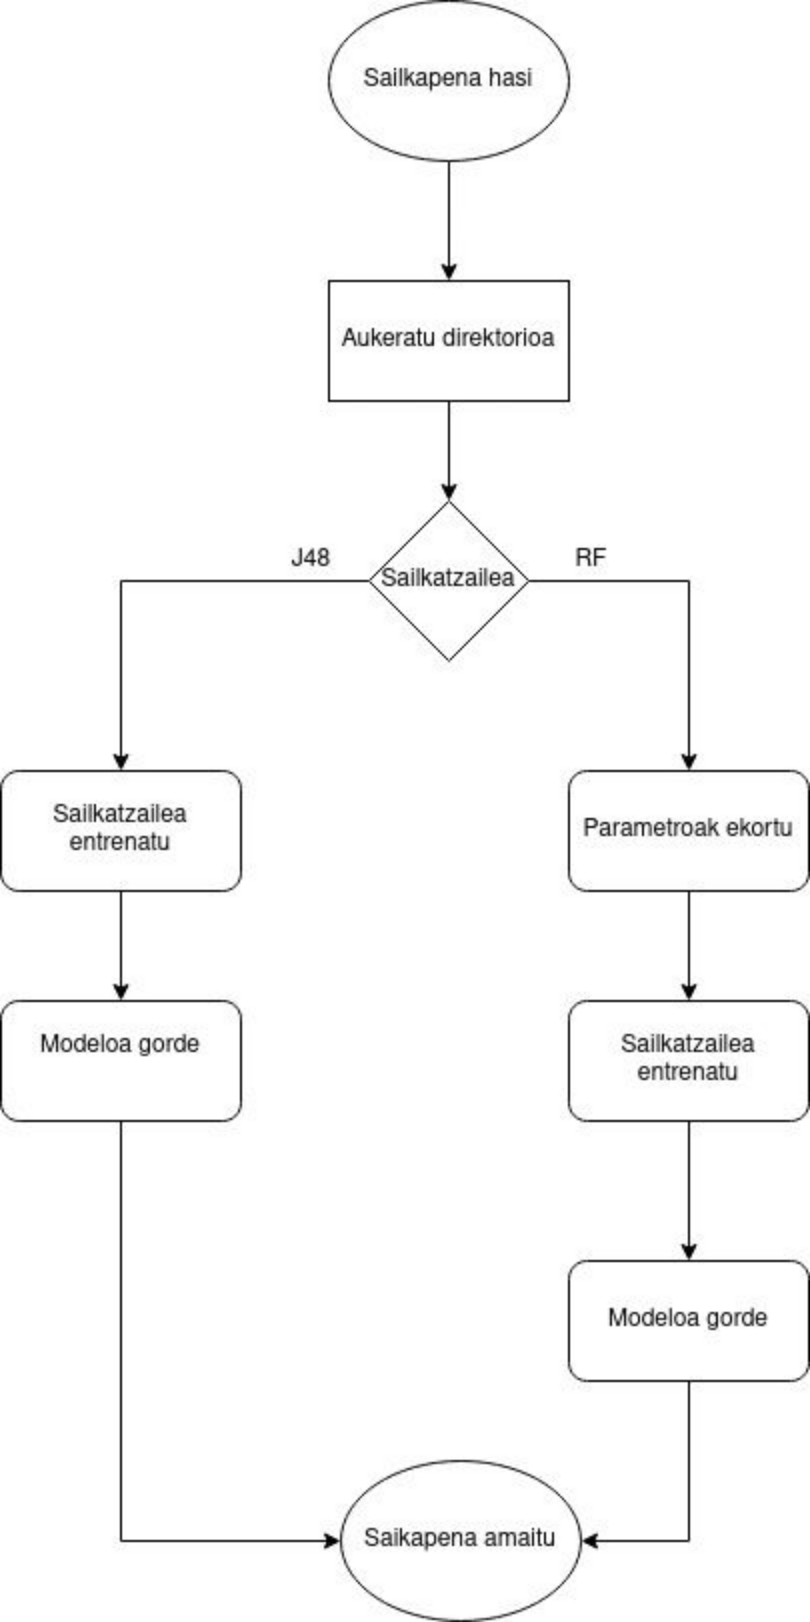 Sailkapena hasi
Aukeratu direktorioa
J48
Sailkatzailea
RF
Sailkatzailea
entrenatu
Parametroak ekortu
Modeloa gorde
Sailkatzailea
entrenatu
Modeloa gorde
Saikapena amaitu